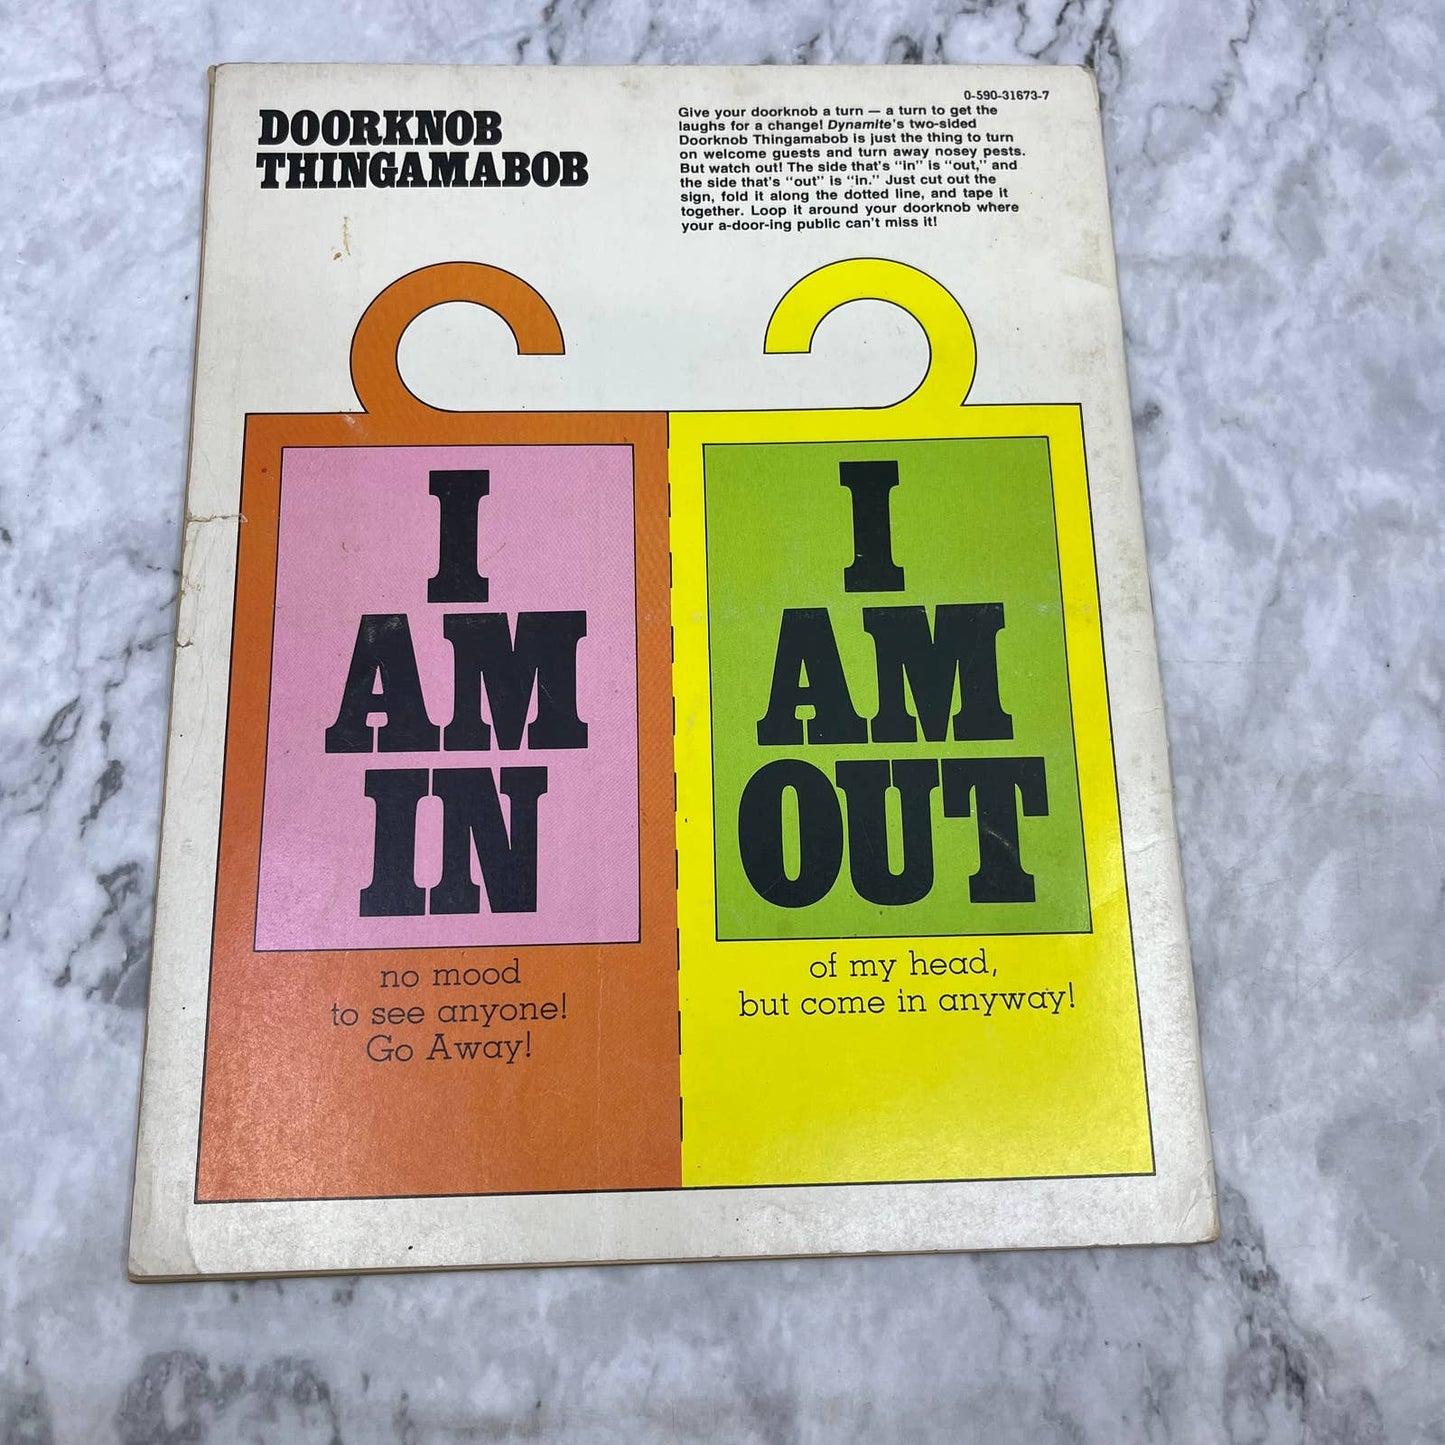 DOORKNOB
THINGAMABOB
0-590-31673-7
Give your doorknob a turn — a turn to get the
laughs for a change! Dynamite's two-sided
Doorknob Thingamabob is just the thing to turn
on welcome guests and turn away nosey pests.
But watch out! The side that's "in" is "out," and
the side that's "out" is "in." Just cut out the
sign, fold it along the dotted line, and tape it
together. Loop it around your doorknob where
your a-door-ing public can't miss it!
I
AM
IN
no mood
to see anyone!
Go Away!
I
AM
OUT
of my head,
but come in anyway!